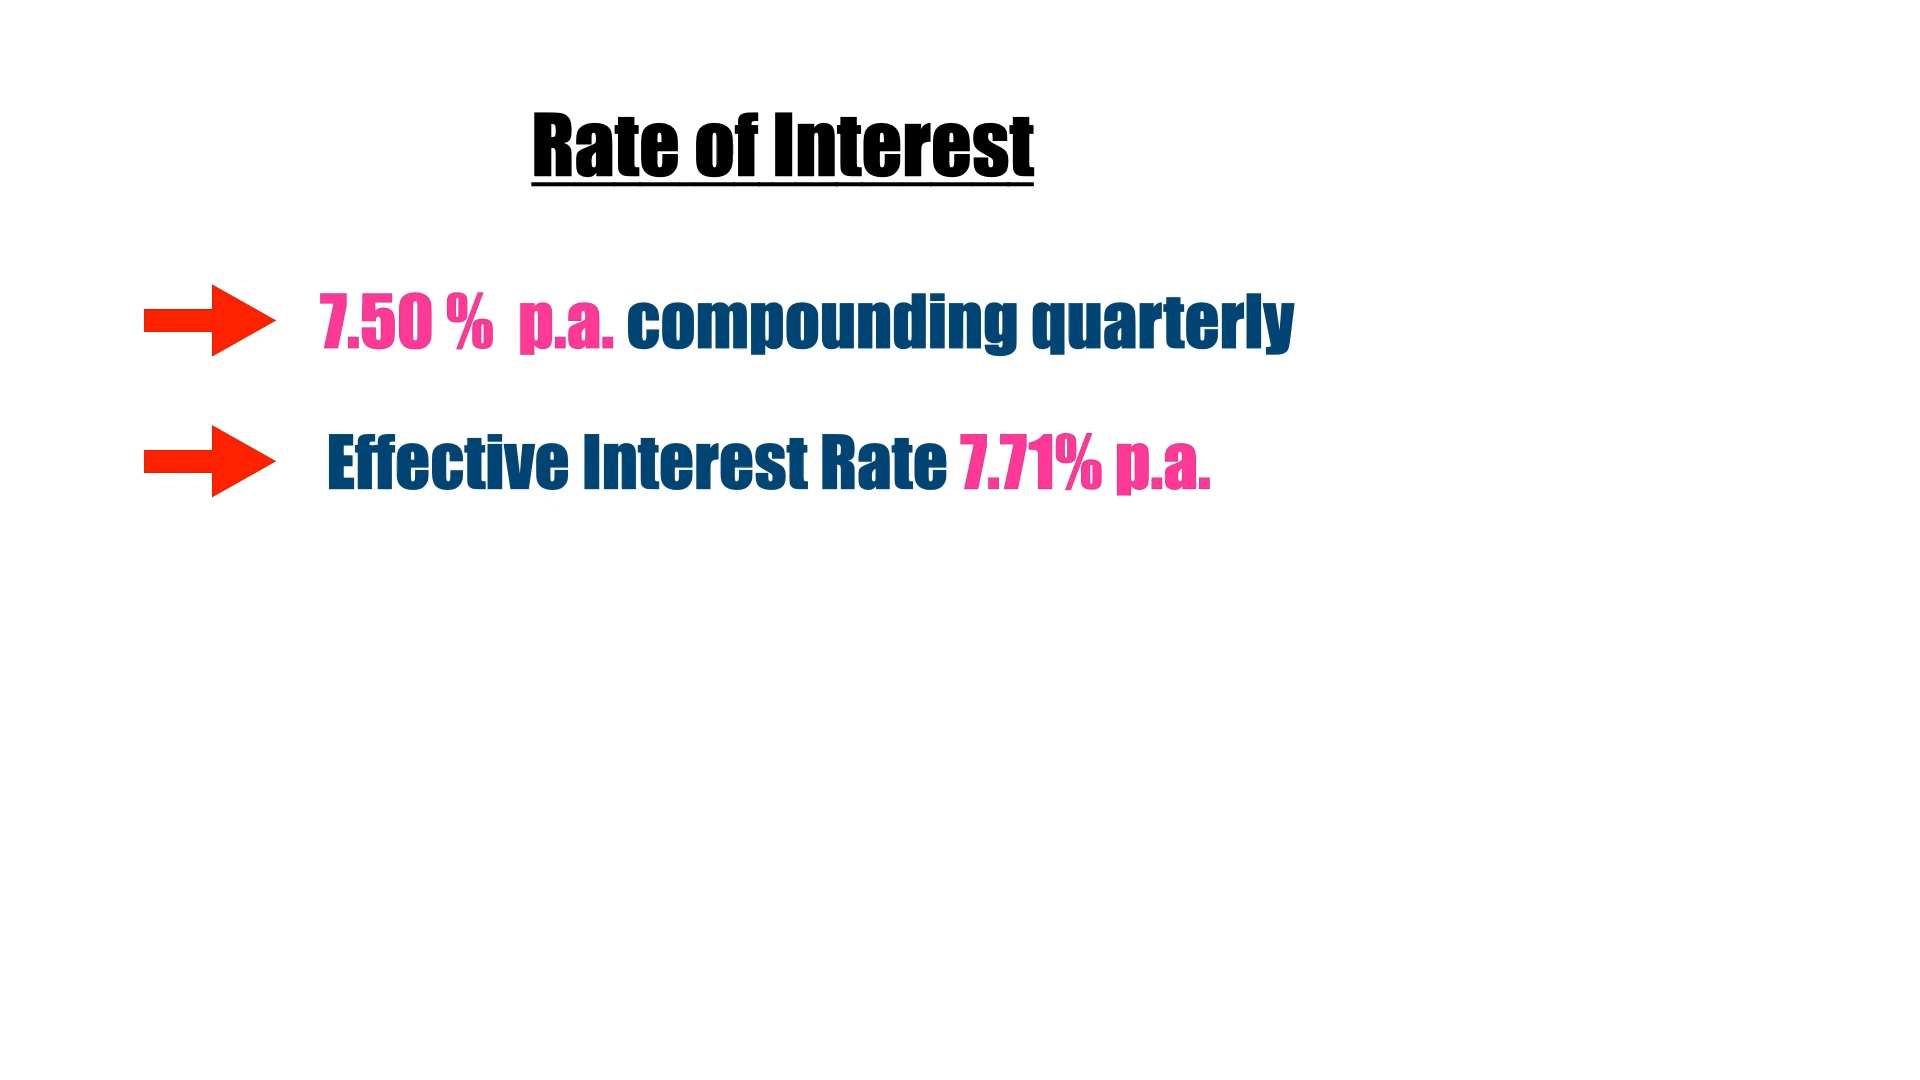 Rate of Interest
7.50 % p.a. compounding quarterly
Effective Interest Rate 7.71% p.a.